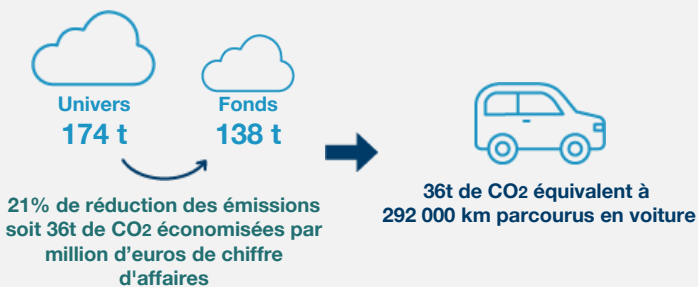 Univers
174 t
Fonds
138 t
21% de réduction des émissions
soit 36t de CO2 économisées par
million d'euros de chiffre
d'affaires
36t de CO2 équivalent à
292 000 km parcourus en voiture